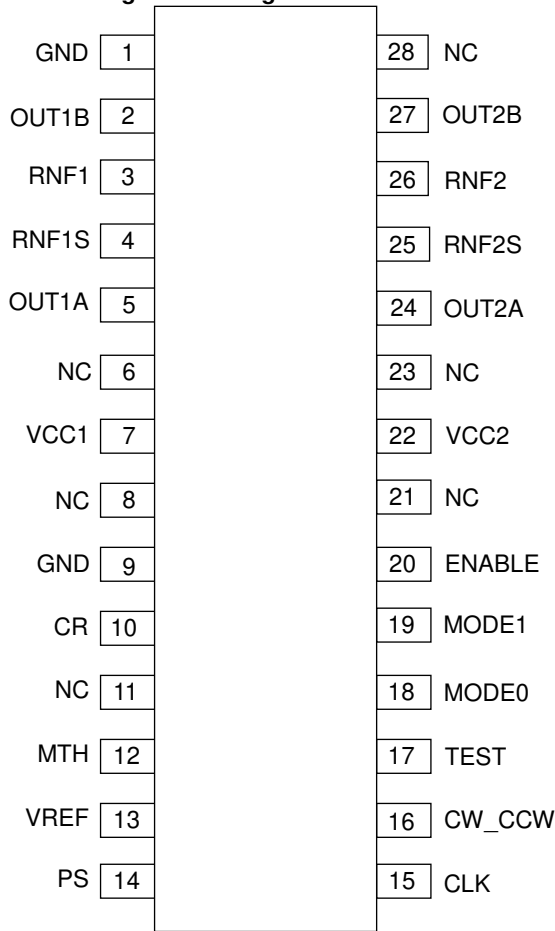 GND 1 28 NC
OUT1B 2 27 OUT2B
RNF1 3 26 RNF2
RNF1S 4 25 RNF2S
OUT1A 5 24 OUT2A
NC 6 23 NC
VCC1 7 22 VCC2
NC 8 21 NC
GND 9 20 ENABLE
CR 10 19 MODE1
NC 11 18 MODE0
MTH 12 17 TEST
VREF 13 16 CW_CCW
PS 14 15 CLK